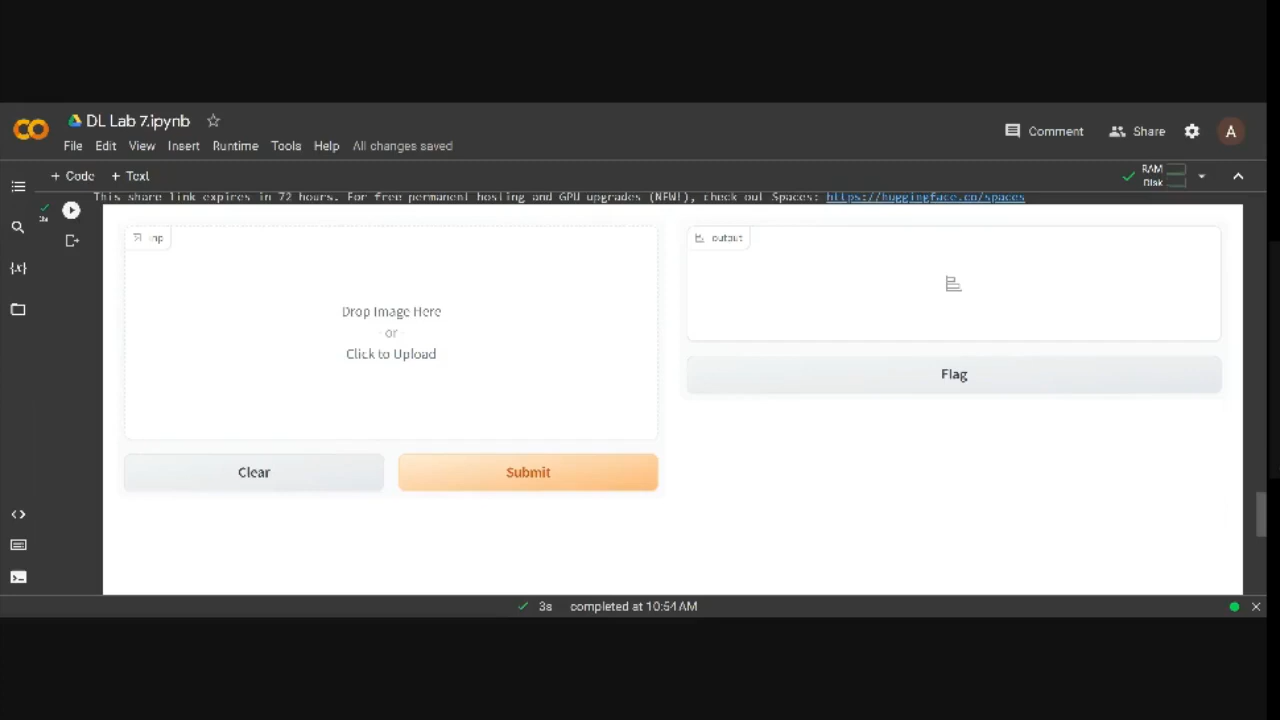 DL Lab 7.ipynb
File Edit View Insert Runtime Tools Help All changes saved
Comment Share A
+ Code + Text
RAM
Disk
This share link expires in 72 hours. For free permanent hosting and GPU upgrades (NEW!), check out Spaces: https://huggingface.co/spaces
3s
{x}
inp
Drop Image Here
- or -
Click to Upload
Clear
Submit
output
Flag
3s completed at 10:54 AM